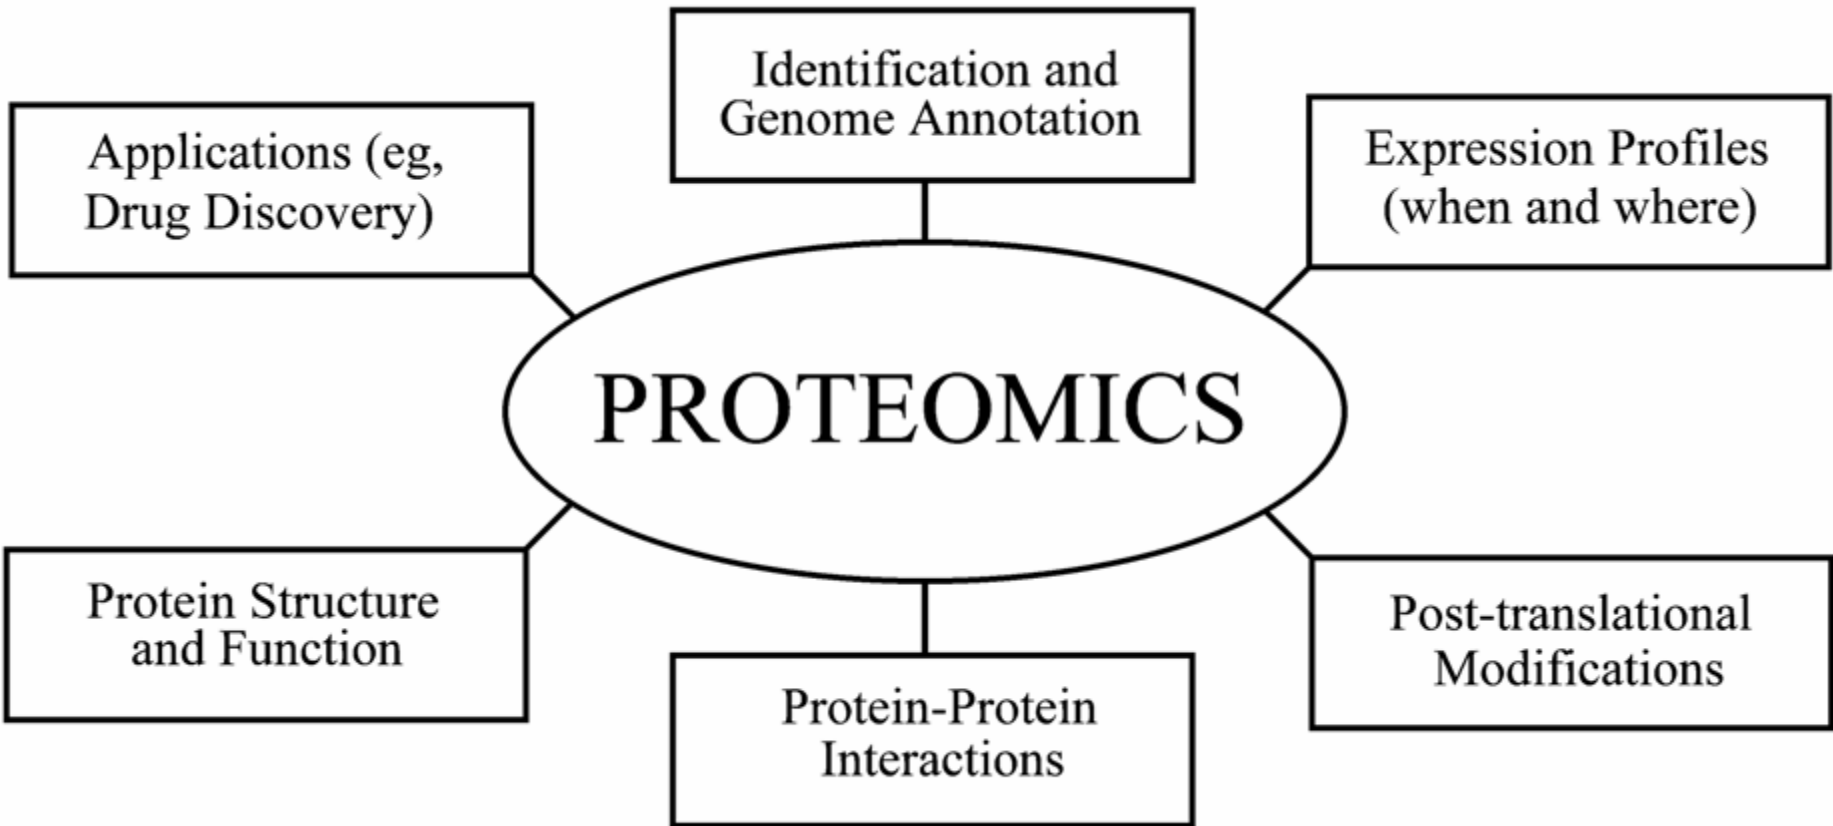 Identification and
Genome Annotation
Applications (eg,
Drug Discovery)
Expression Profiles
(when and where)
PROTEOMICS
Protein Structure
and Function
Post-translational
Modifications
Protein-Protein
Interactions